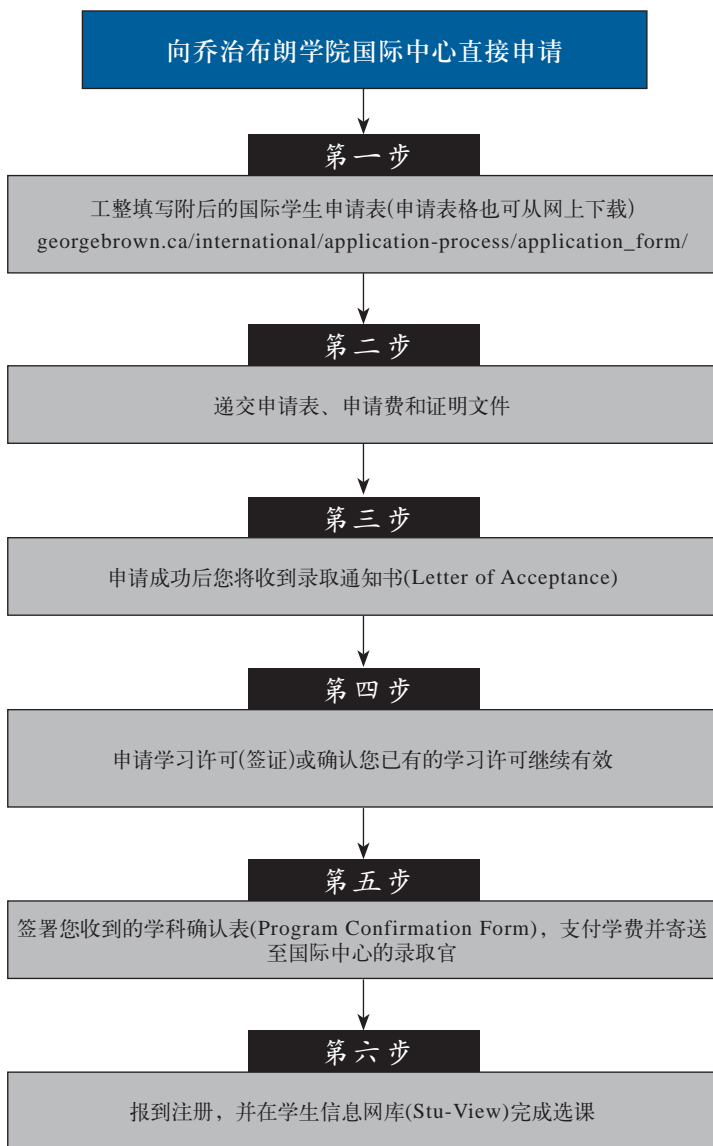 向乔治布朗学院国际中心直接申请
第一步
工整填写附后的国际学生申请表(申请表格也可从网上下载)
georgebrown.ca/international/application-process/application_form/
第二步
递交申请表、申请费和证明文件
第三步
申请成功后您将收到录取通知书(Letter of Acceptance)
第四步
申请学习许可(签证)或确认您已有的学习许可继续有效
第五步
签署您收到的学科确认表(Program Confirmation Form)，支付学费并寄送
至国际中心的录取官
第六步
报到注册，并在学生信息网库(Stu-View)完成选课